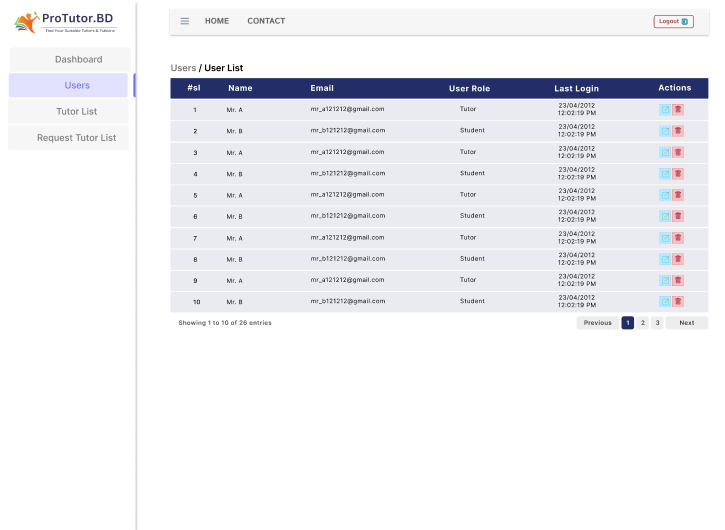 ProTutor.BD
Find Your Suitable Tutors & Tuitions
HOME CONTACT
Logout
Dashboard
Users
Tutor List
Request Tutor List
Users / User List
#sl Name Email User Role Last Login Actions
1 Mr. A mr_a121212@gmail.com Tutor 23/04/2012 12:02:19 PM
2 Mr. B mr_b121212@gmail.com Student 23/04/2012 12:02:19 PM
3 Mr. A mr_a121212@gmail.com Tutor 23/04/2012 12:02:19 PM
4 Mr. B mr_b121212@gmail.com Student 23/04/2012 12:02:19 PM
5 Mr. A mr_a121212@gmail.com Tutor 23/04/2012 12:02:19 PM
6 Mr. B mr_b121212@gmail.com Student 23/04/2012 12:02:19 PM
7 Mr. A mr_a121212@gmail.com Tutor 23/04/2012 12:02:19 PM
8 Mr. B mr_b121212@gmail.com Student 23/04/2012 12:02:19 PM
9 Mr. A mr_a121212@gmail.com Tutor 23/04/2012 12:02:19 PM
10 Mr. B mr_b121212@gmail.com Student 23/04/2012 12:02:19 PM
Showing 1 to 10 of 26 entries
Previous 1 2 3 Next